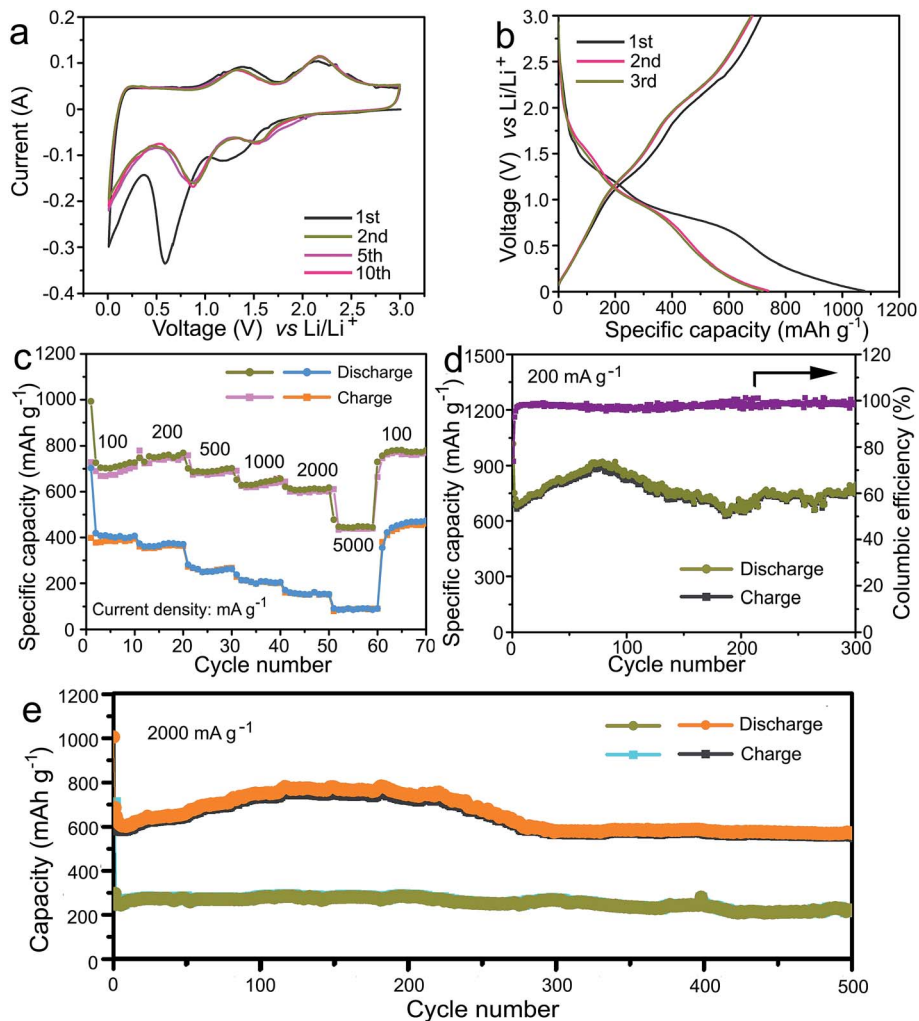 a
Current (A)
0.2
0.1
0
-0.1
-0.2
-0.3
-0.4
1st
2nd
5th
10th
0.0 0.5 1.0 1.5 2.0 2.5 3.0
Voltage (V) vs Li/Li⁺
b
Voltage (V) vs Li/Li⁺
3.0
2.5
2.0
1.5
1.0
0.5
0
1st
2nd
3rd
0 200 400 600 800 1000 1200
Specific capacity (mAh g⁻¹)
c
Specific capacity (mAh g⁻¹)
1200
1000
800
600
400
200
0
Discharge
Charge
100 200 500 1000 2000 5000 100
Current density: mA g⁻¹
0 10 20 30 40 50 60 70
Cycle number
d
Specific capacity (mAh g⁻¹)
1500
1200
900
600
300
0
200 mA g⁻¹
Discharge
Charge
120
100
80
60
40
20
0
Columbic efficiency (%)
0 100 200 300
Cycle number
e
Capacity (mAh g⁻¹)
1200
1000
800
600
400
200
0
2000 mA g⁻¹
Discharge
Charge
0 100 200 300 400 500
Cycle number